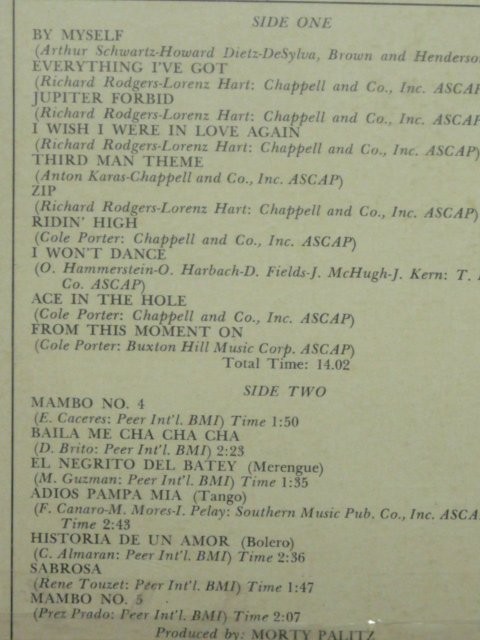 SIDE ONE
BY MYSELF
(Arthur Schwartz-Howard Dietz-DeSylva, Brown and Henderso
EVERYTHING I'VE GOT
(Richard Rodgers-Lorenz Hart: Chappell and Co., Inc. ASCA
JUPITER FORBID
(Richard Rodgers-Lorenz Hart: Chappell and Co., Inc. ASCA
I WISH I WERE IN LOVE AGAIN
(Richard Rodgers-Lorenz Hart: Chappell and Co., Inc. ASCAP)
THIRD MAN THEME
(Anton Karas-Chappell and Co., Inc. ASCAP)
ZIP
(Richard Rodgers-Lorenz Hart: Chappell and Co., Inc. ASCAP)
RIDIN' HIGH
(Cole Porter: Chappell and Co., Inc. ASCAP)
I WON'T DANCE
(O. Hammerstein-O. Harbach-D. Fields-J. McHugh-J. Kern: T.
Co. ASCAP)
ACE IN THE HOLE
(Cole Porter: Chappell and Co., Inc. ASCAP)
FROM THIS MOMENT ON
(Cole Porter: Buxton Hill Music Corp. ASCAP)
Total Time: 14.02
SIDE TWO
MAMBO NO. 4
(E. Caceres: Peer Int'l. BMI) Time 1:50
BAILA ME CHA CHA CHA
(D. Brito: Peer Int'l. BMI) 2:23
EL NEGRITO DEL BATEY (Merengue)
(M. Guzman: Peer Int'l. BMI) Time 1:35
ADIOS PAMPA MIA (Tango)
(F. Canaro-M. Mores-I. Pelay: Southern Music Pub. Co., Inc. ASCA
Time 2:43
HISTORIA DE UN AMOR (Bolero)
(C. Almaran: Peer Int'l. BMI) Time 2:36
SABROSA
(Rene Touzet: Peer Int'l. BMI) Time 1:47
MAMBO NO. 5
(Prez Prado: Peer Int'l. BMI) Time 2:07
Produced by: MORTY PALITZ